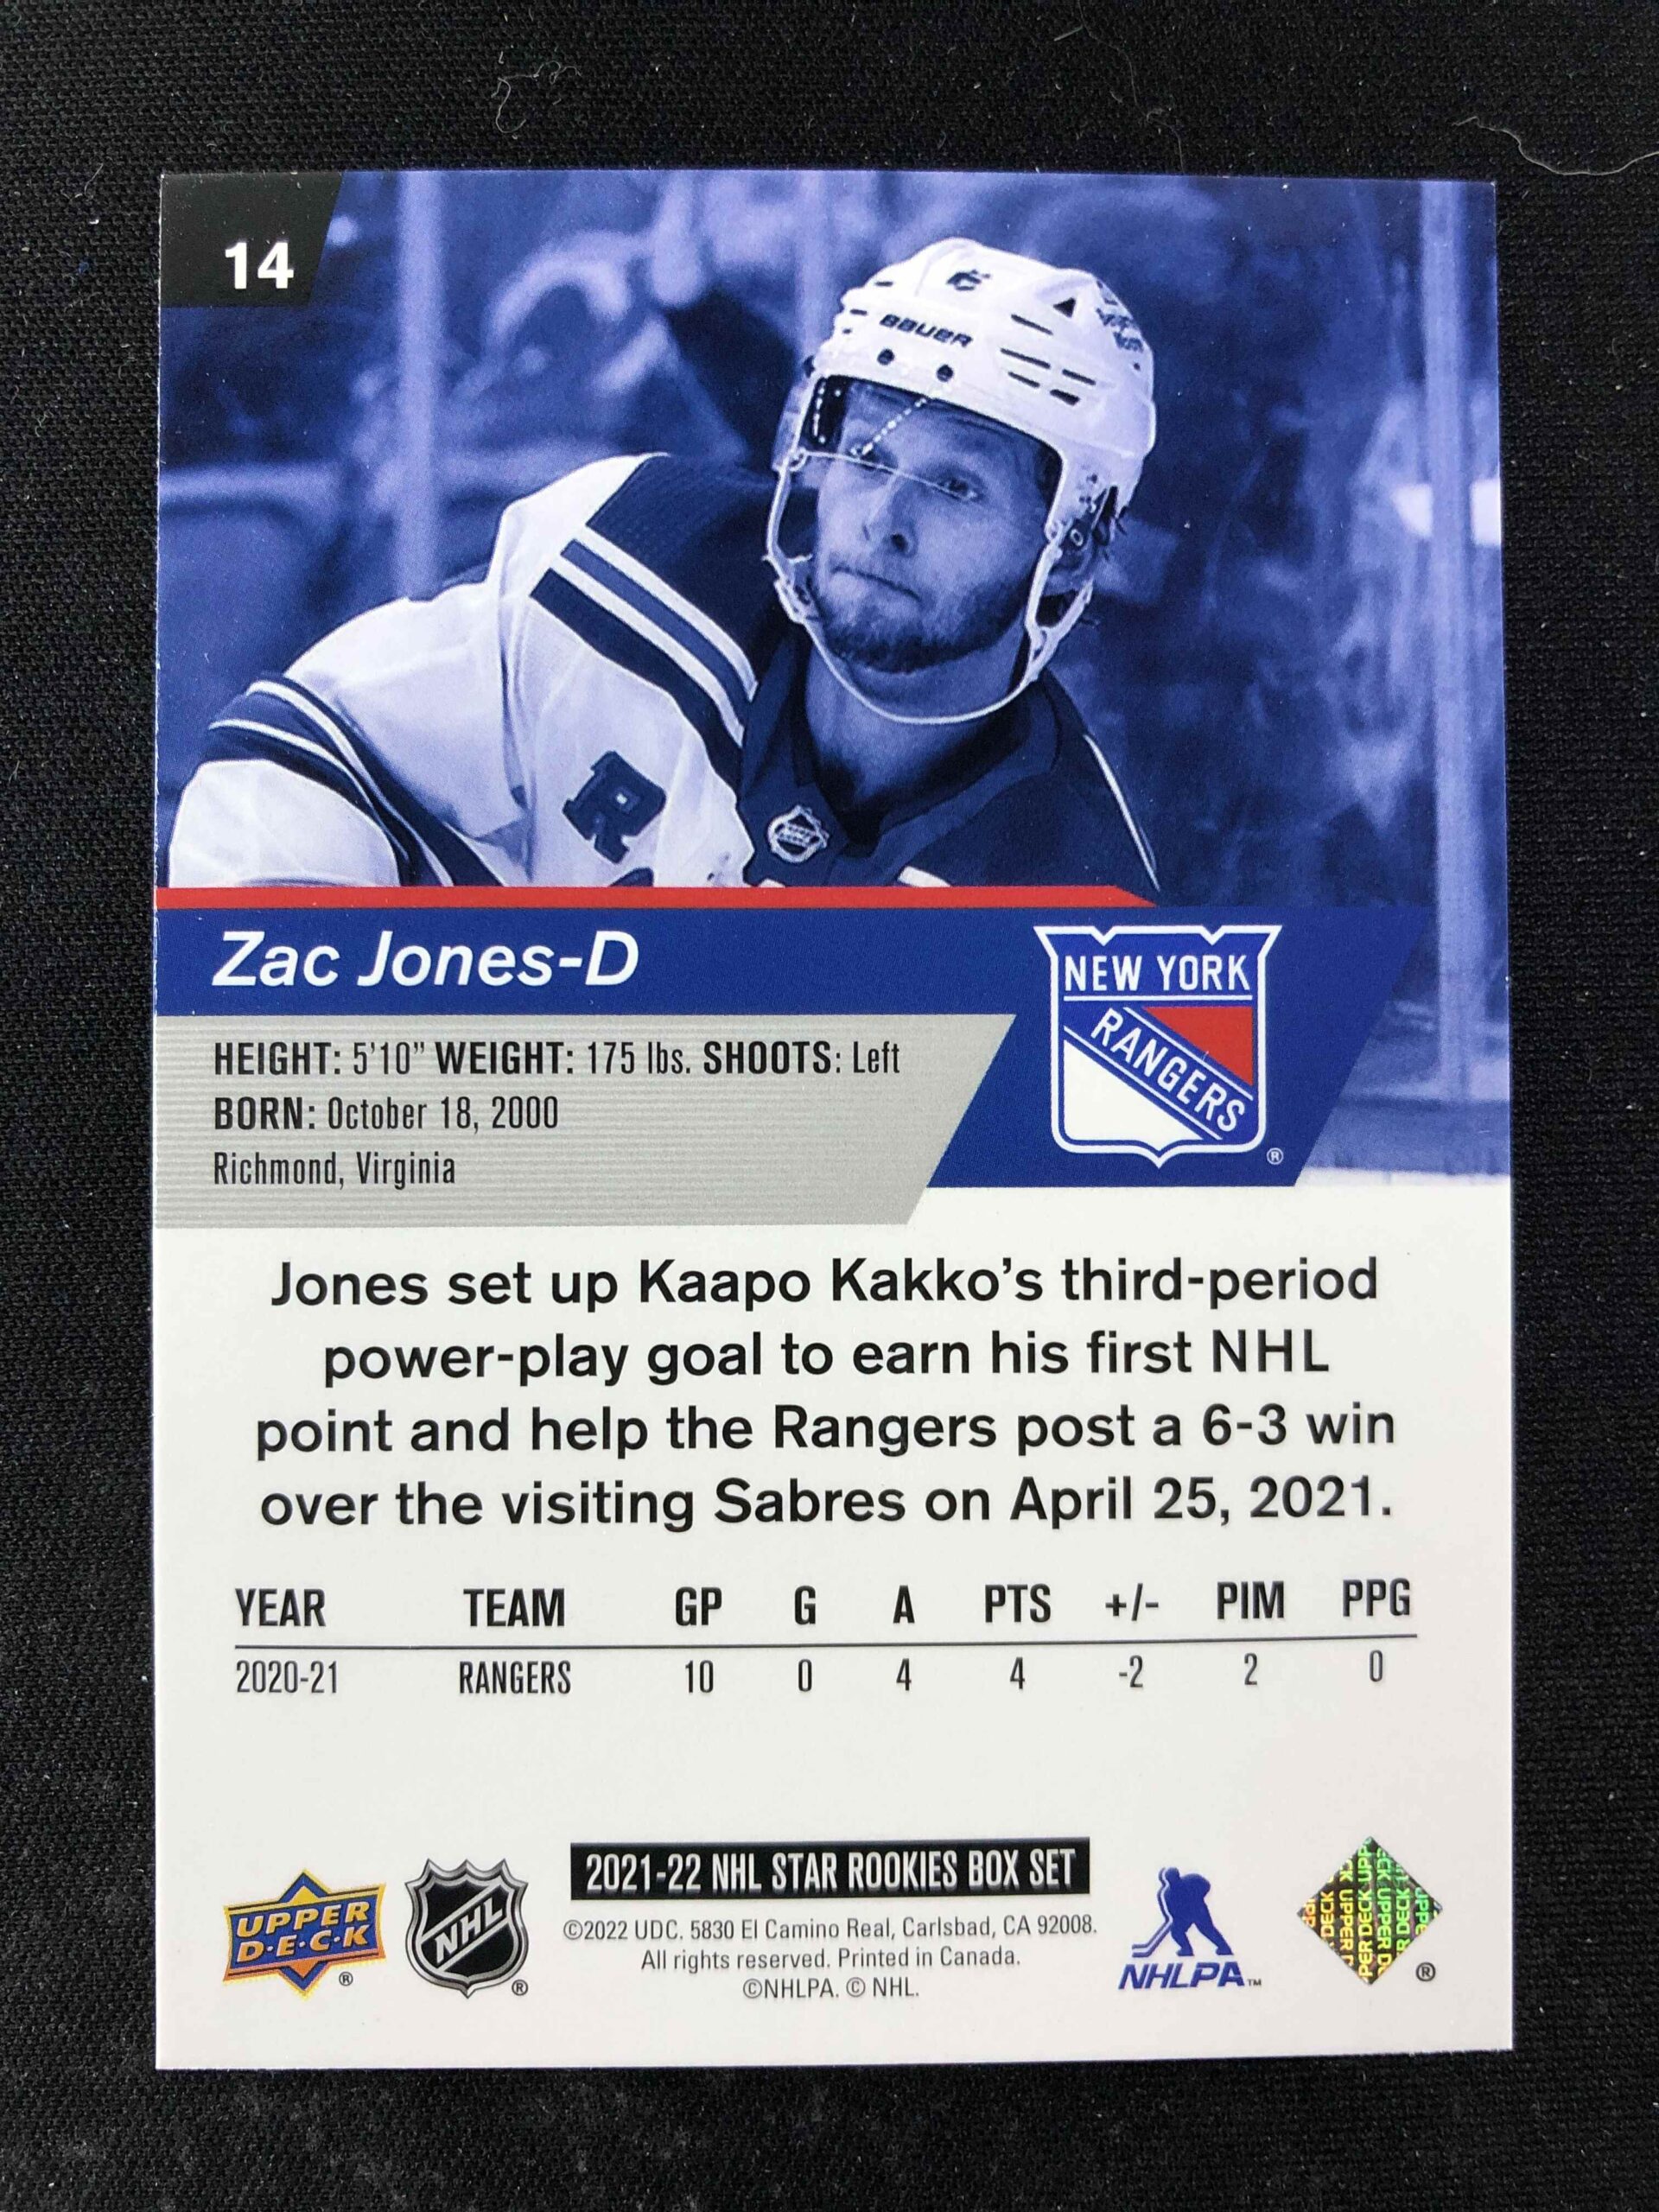 14
BAUER
R
Zac Jones-D
NEW YORK
RANGERS
®
HEIGHT: 5'10” WEIGHT: 175 lbs. SHOOTS: Left
BORN: October 18, 2000
Richmond, Virginia
Jones set up Kaapo Kakko’s third-period
power-play goal to earn his first NHL
point and help the Rangers post a 6-3 win
over the visiting Sabres on April 25, 2021.
YEAR TEAM GP G A PTS +/- PIM PPG
2020-21 RANGERS 10 0 4 4 -2 2 0
2021-22 NHL STAR ROOKIES BOX SET
UPPER
D·E·C·K
®
NHL
®
©2022 UDC. 5830 El Camino Real, Carlsbad, CA 92008.
All rights reserved. Printed in Canada.
©NHLPA. © NHL.
NHLPA™
®